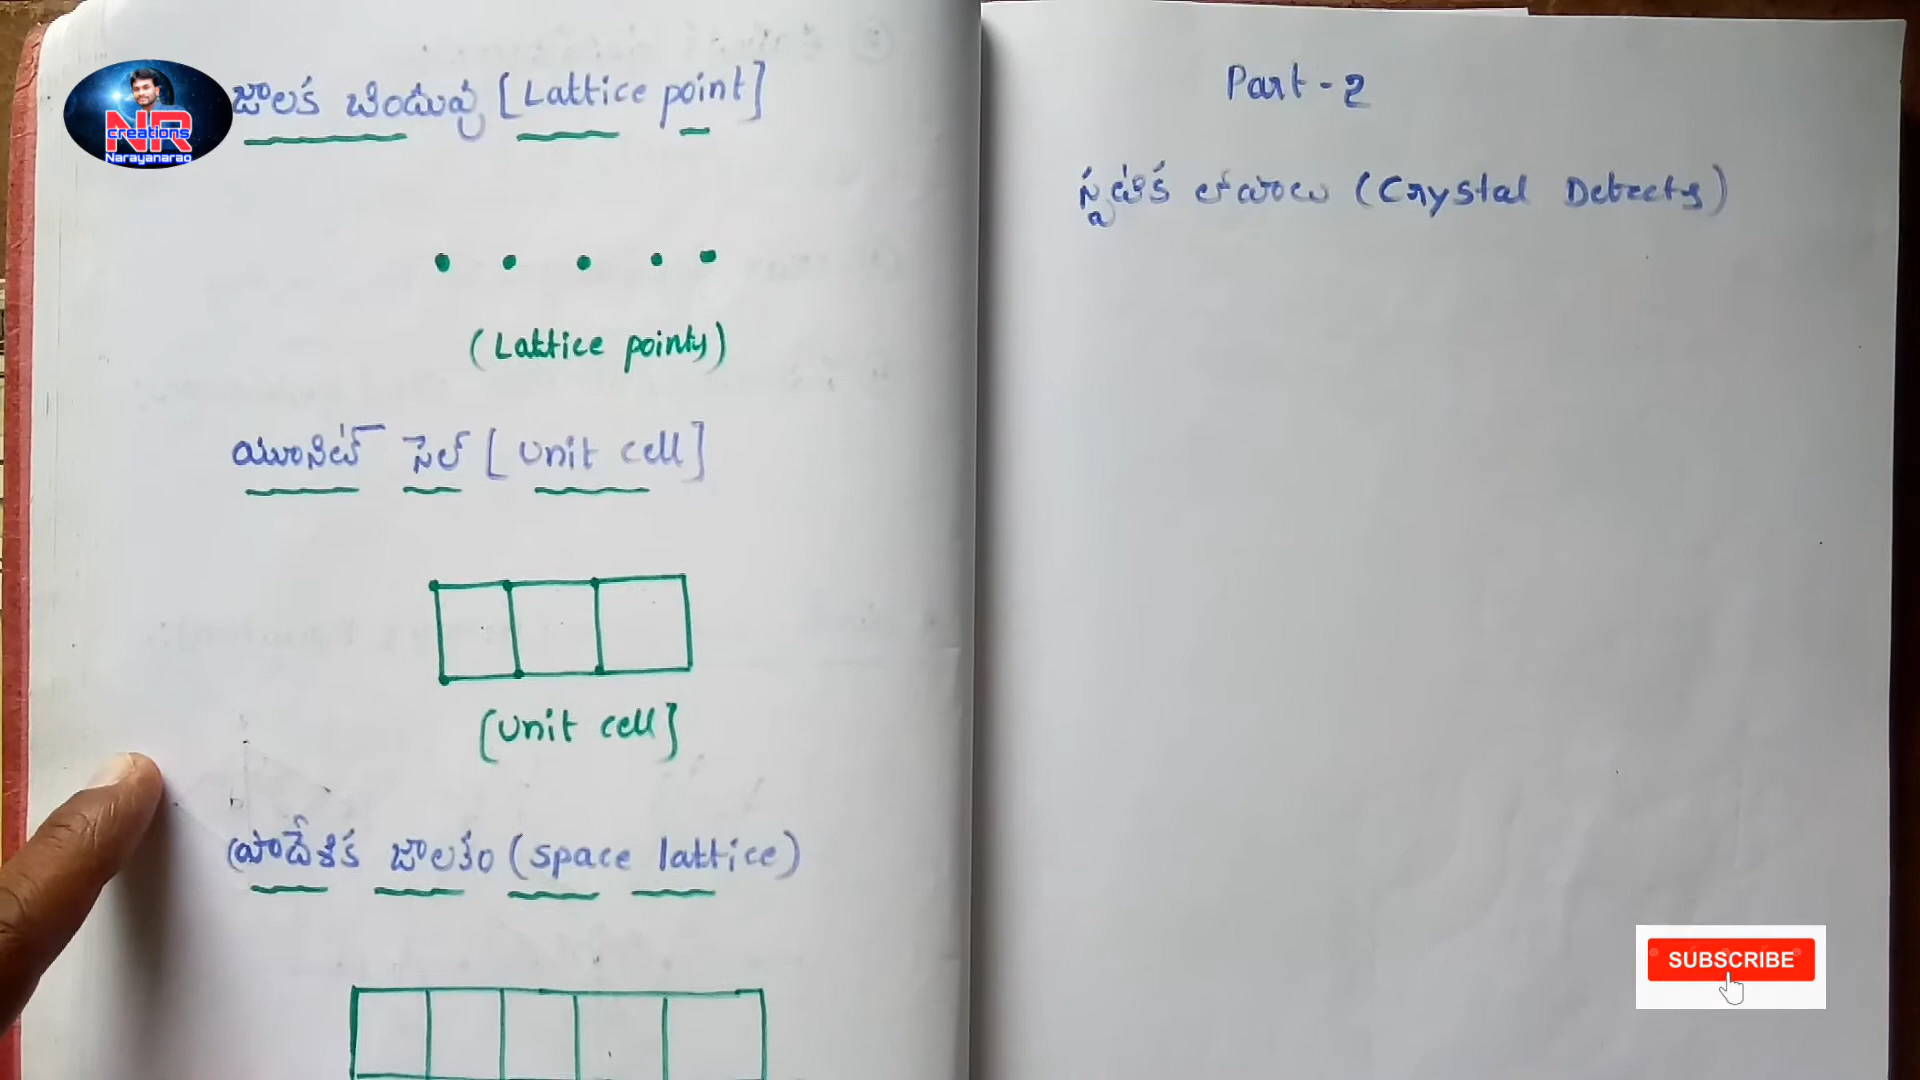 NR
creations
Narayanarao
జాలక బిందువు [Lattice point]
(Lattice points)
యూనిట్ సెల్ [unit cell]
[unit cell]
ప్రాదేశిక జాలకం (space lattice)
Part - 2
స్ఫటిక లోపాలు (Crystal Defects)
SUBSCRIBE